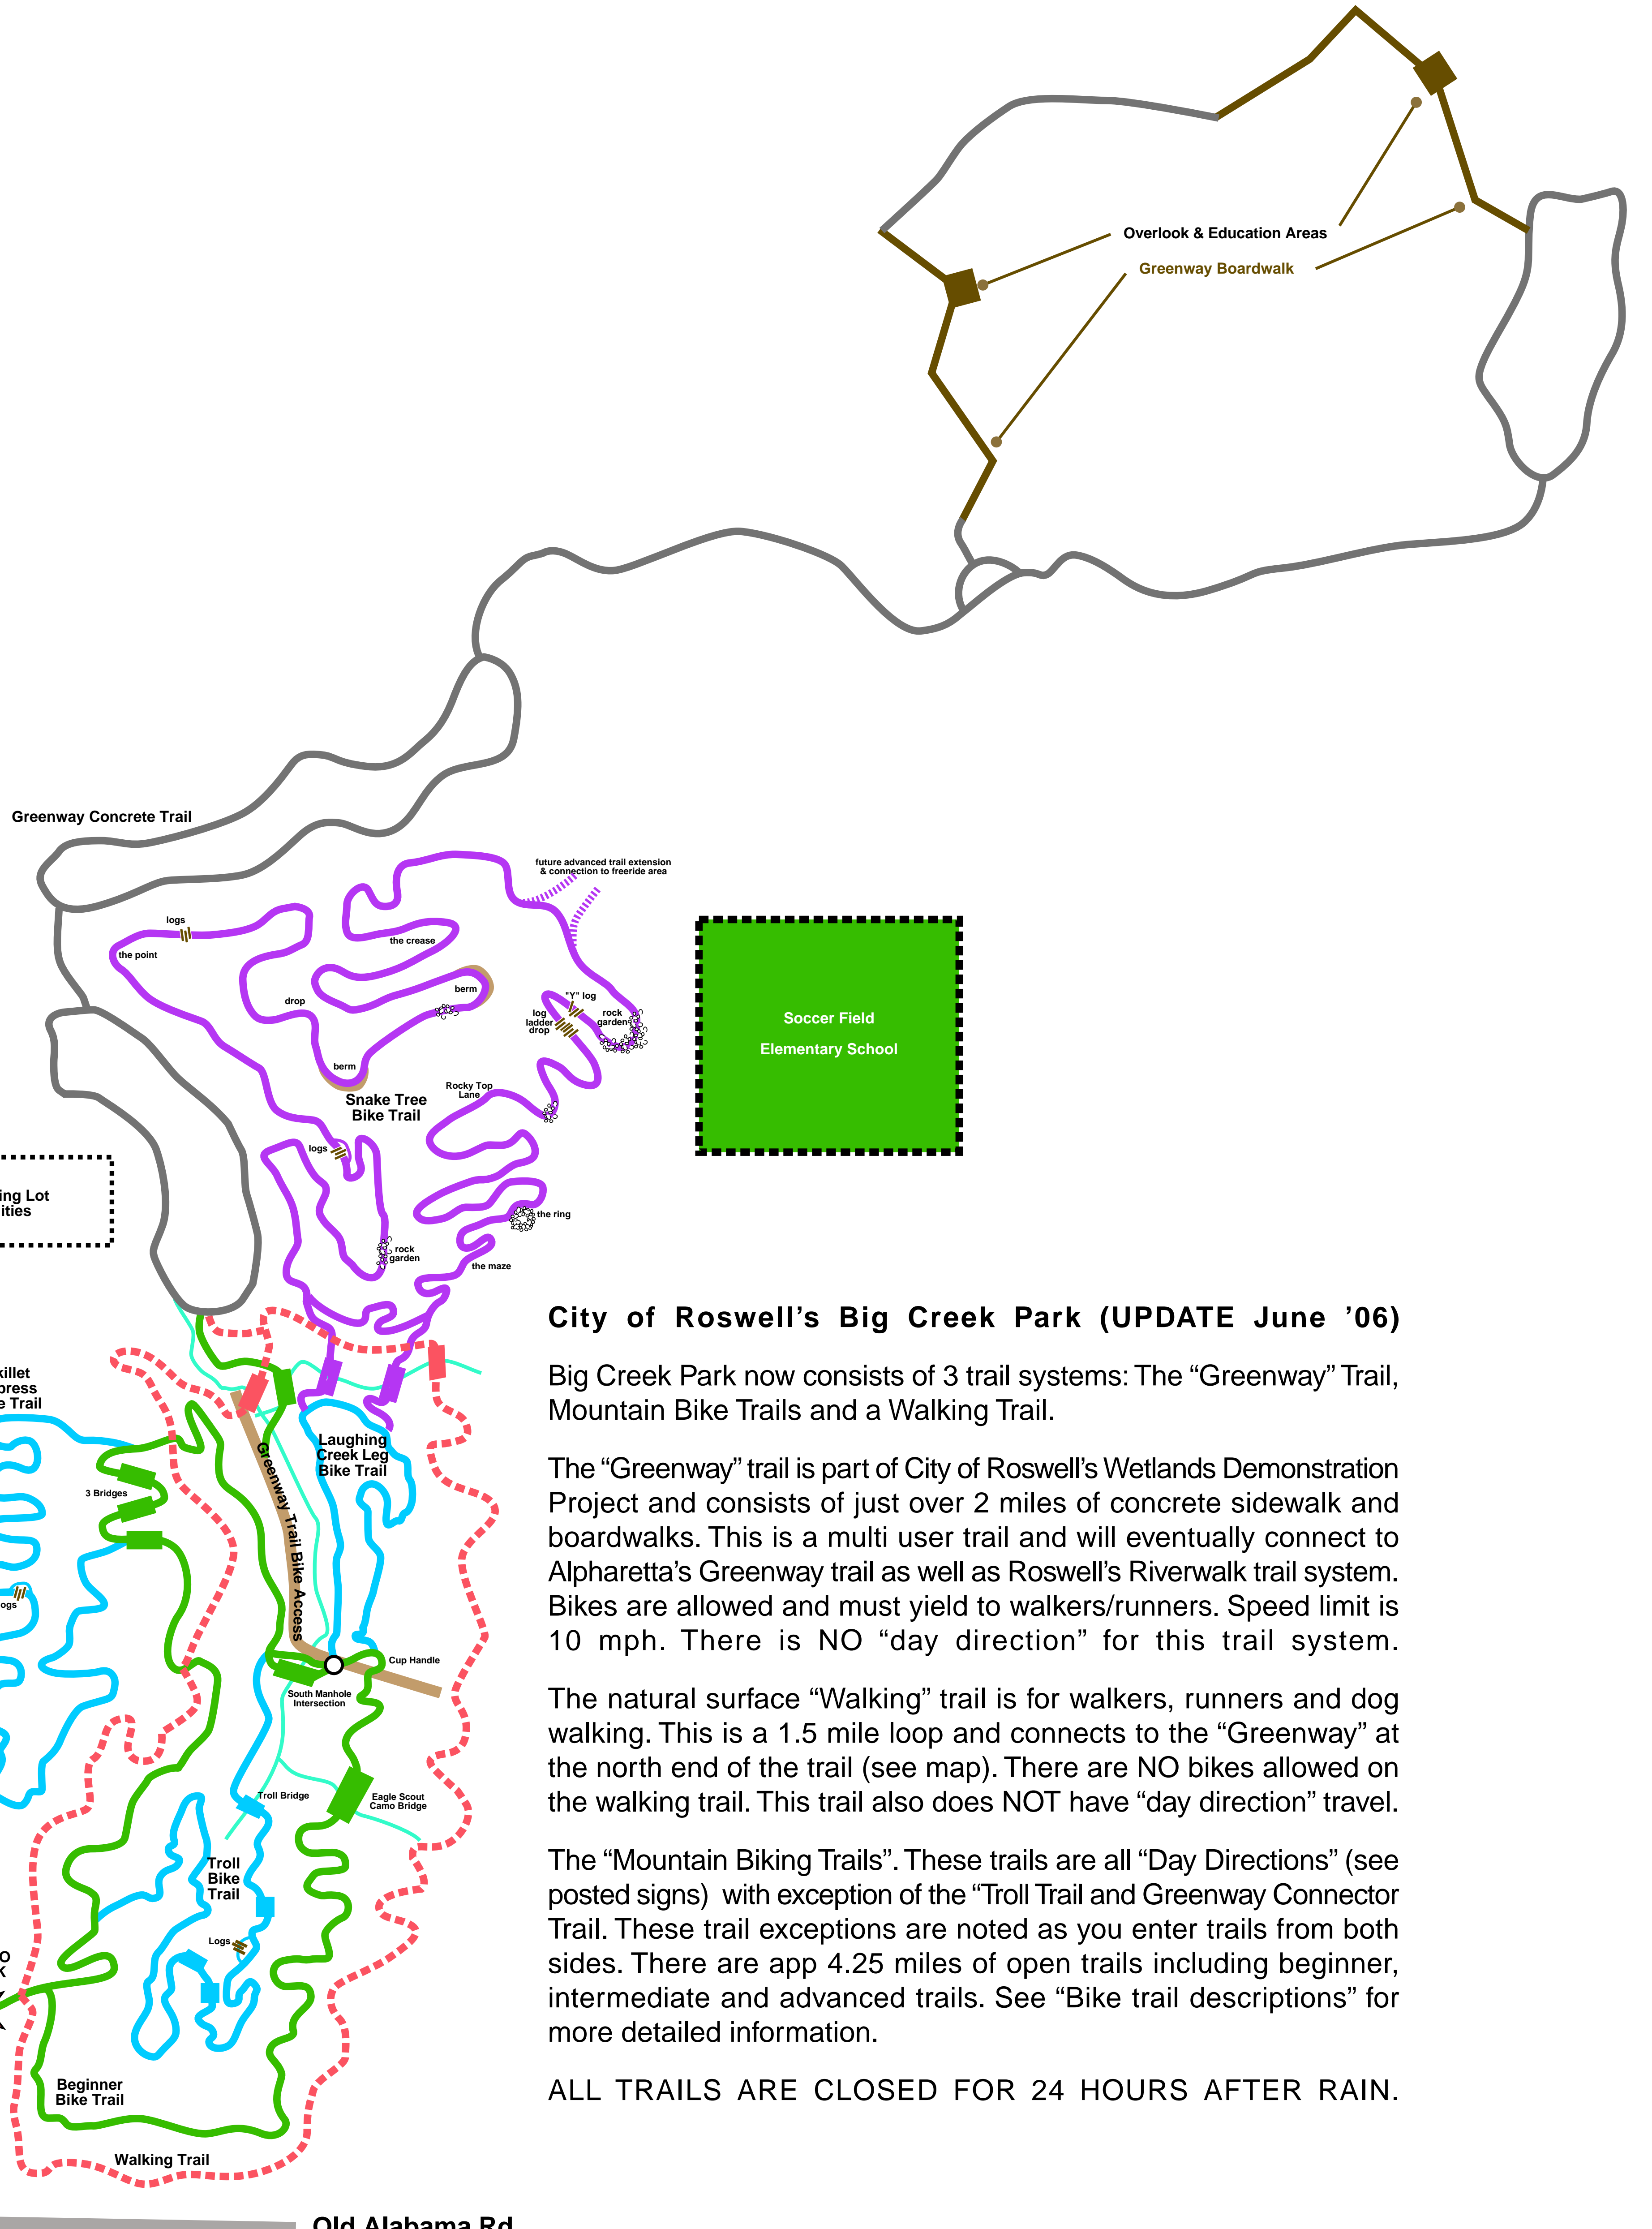 Overlook & Education Areas
Greenway Boardwalk
Greenway Concrete Trail
future advanced trail extension
& connection to freeride area
logs
the crease
the point
berm
"Y" log
drop
log
ladder
drop
rock
garden
Soccer Field
Elementary School
berm
Rocky Top
Lane
Snake Tree
Bike Trail
logs
ing Lot
ities
the ring
rock
garden
the maze
City of Roswell’s Big Creek Park (UPDATE June ’06)
Big Creek Park now consists of 3 trail systems: The “Greenway” Trail,
Mountain Bike Trails and a Walking Trail.
The “Greenway” trail is part of City of Roswell’s Wetlands Demonstration
Project and consists of just over 2 miles of concrete sidewalk and
boardwalks. This is a multi user trail and will eventually connect to
Alpharetta’s Greenway trail as well as Roswell’s Riverwalk trail system.
Bikes are allowed and must yield to walkers/runners. Speed limit is
10 mph. There is NO “day direction” for this trail system.
The natural surface “Walking” trail is for walkers, runners and dog
walking. This is a 1.5 mile loop and connects to the “Greenway” at
the north end of the trail (see map). There are NO bikes allowed on
the walking trail. This trail also does NOT have “day direction” travel.
The “Mountain Biking Trails”. These trails are all “Day Directions” (see
posted signs) with exception of the “Troll Trail and Greenway Connector
Trail. These trail exceptions are noted as you enter trails from both
sides. There are app 4.25 miles of open trails including beginner,
intermediate and advanced trails. See “Bike trail descriptions” for
more detailed information.
ALL TRAILS ARE CLOSED FOR 24 HOURS AFTER RAIN.
killet
press
e Trail
Laughing
Creek Leg
Bike Trail
Greenway Trail Bike Access
3 Bridges
ogs
Cup Handle
South Manhole
Intersection
Troll Bridge
Eagle Scout
Camo Bridge
Troll
Bike
Trail
Logs
O
K
Beginner
Bike Trail
Walking Trail
Old Alabama Rd